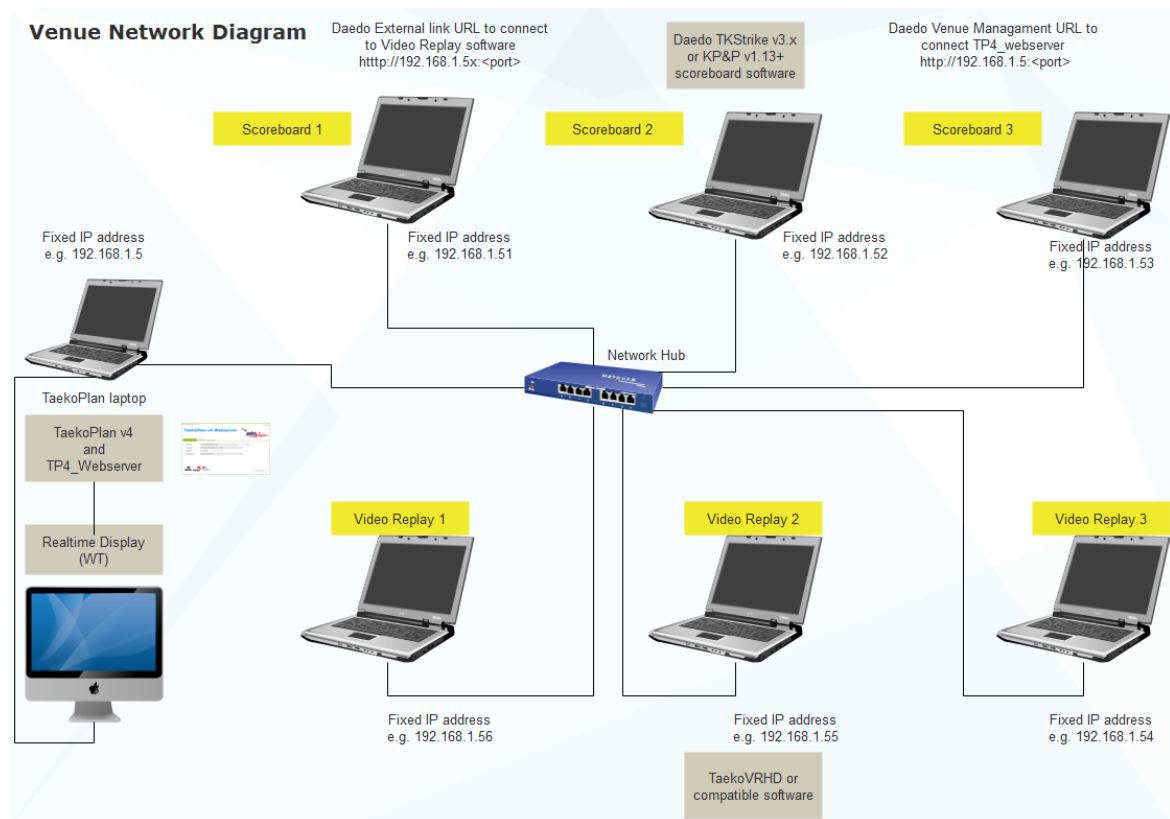 Venue Network Diagram
Daedo External link URL to connect
to Video Replay software
htttp://192.168.1.5x:<port>
Daedo TKStrike v3.x
or KP&P v1.13+
scoreboard software
Daedo Venue Managament URL to
connect TP4_webserver
http://192.168.1.5:<port>
Scoreboard 1
Scoreboard 2
Scoreboard 3
Fixed IP address
e.g. 192.168.1.5
Fixed IP address
e.g. 192.168.1.51
Fixed IP address
e.g. 192.168.1.52
Fixed IP address
e.g. 192.168.1.53
Network Hub
NETGEAR
TaekoPlan laptop
TaekoPlan v4
and
TP4_Webserver
TaekoPlan v4 Webserver
Realtime Display
(WT)
Video Replay 1
Video Replay 2
Video Replay 3
Fixed IP address
e.g. 192.168.1.56
Fixed IP address
e.g. 192.168.1.55
Fixed IP address
e.g. 192.168.1.54
TaekoVRHD or
compatible software